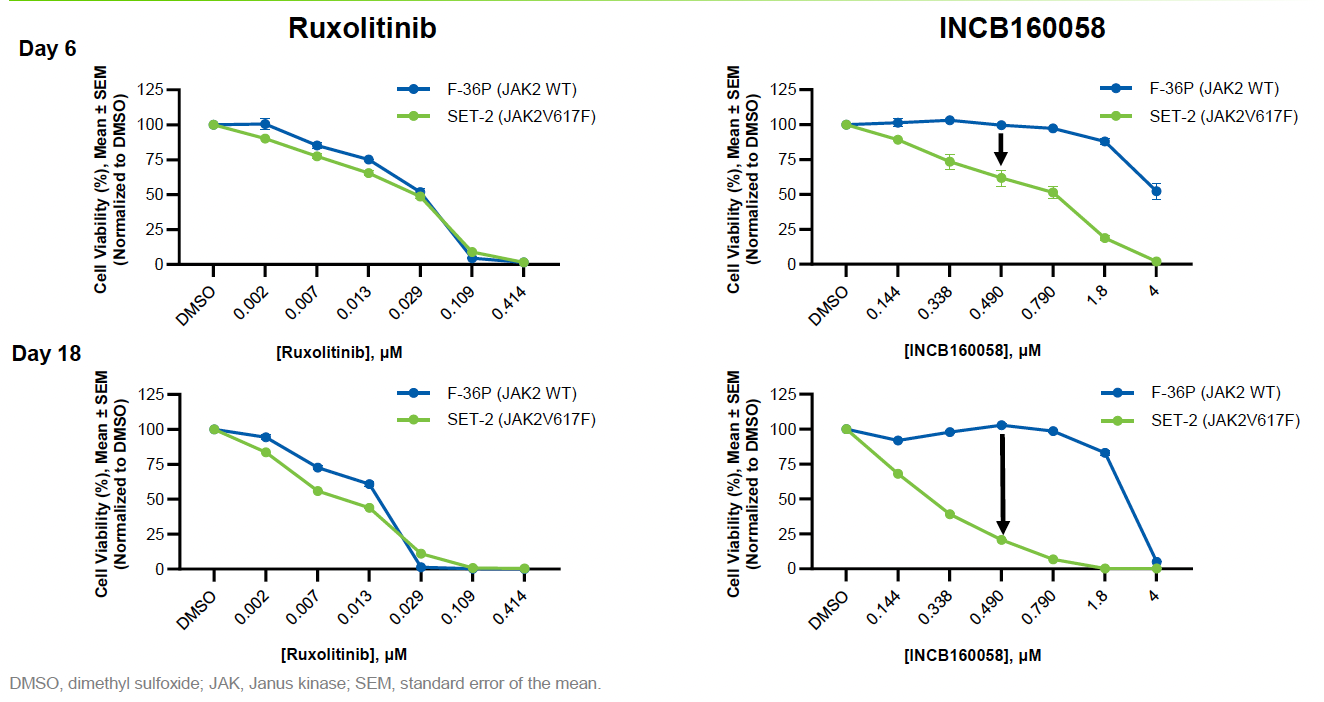 Ruxolitinib
INCB160058
Day 6
Cell Viability (%), Mean ± SEM
(Normalized to DMSO)
125
100
75
50
25
0
F-36P (JAK2 WT)
SET-2 (JAK2V617F)
DMSO
0.002
0.007
0.013
0.029
0.109
0.414
[Ruxolitinib], µM
Cell Viability (%), Mean ± SEM
(Normalized to DMSO)
125
100
75
50
25
0
F-36P (JAK2 WT)
SET-2 (JAK2V617F)
DMSO
0.144
0.338
0.490
0.790
1.8
4
[INCB160058], µM
Day 18
Cell Viability (%), Mean ± SEM
(Normalized to DMSO)
125
100
75
50
25
0
F-36P (JAK2 WT)
SET-2 (JAK2V617F)
DMSO
0.002
0.007
0.013
0.029
0.109
0.414
[Ruxolitinib], µM
Cell Viability (%), Mean ± SEM
(Normalized to DMSO)
125
100
75
50
25
0
F-36P (JAK2 WT)
SET-2 (JAK2V617F)
DMSO
0.144
0.338
0.490
0.790
1.8
4
[INCB160058], µM
DMSO, dimethyl sulfoxide; JAK, Janus kinase; SEM, standard error of the mean.